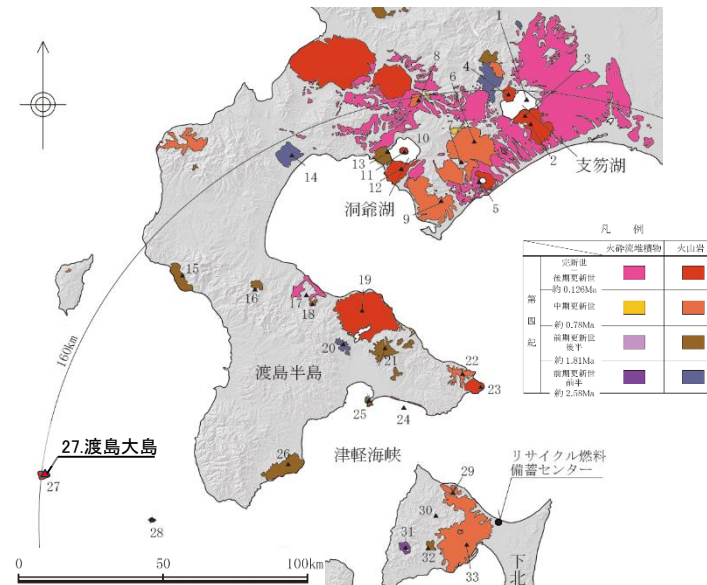 1
8
3
4
6
7
10
13
11
12
14
洞爺湖
9
5
2
支笏湖
凡　例
火砕流堆積物
火山岩
第四紀
完新世
～
後期更新世
約 0.126Ma
中期更新世
約 0.78Ma
前期更新世
後半
約 1.81Ma
前期更新世
前半
約 2.58Ma
15
16
17
18
19
20
21
22
23
24
25
26
渡島半島
160km
27.渡島大島
27
28
津軽海峡
リサイクル燃料
備蓄センター
29
30
31
32
33
下北
0
50
100km